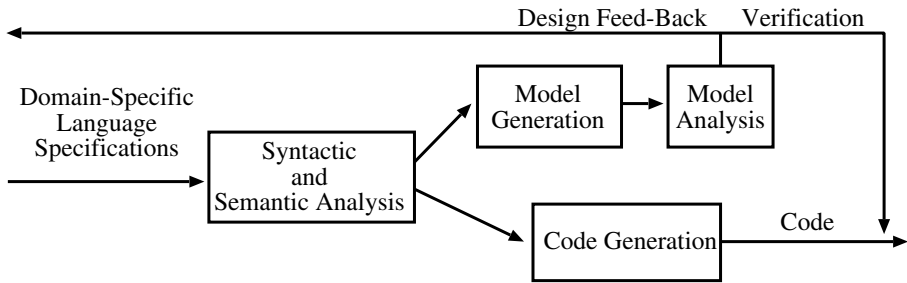 Design Feed-Back
Verification
Domain-Specific
Language
Specifications
Syntactic
and
Semantic Analysis
Model
Generation
Model
Analysis
Code Generation
Code